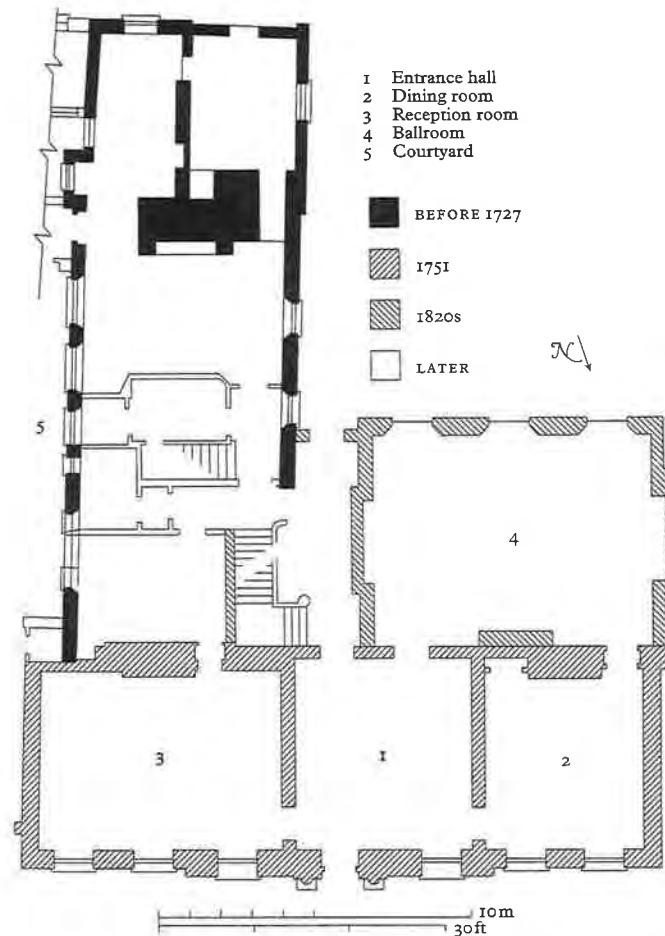 1 Entrance hall
2 Dining room
3 Reception room
4 Ballroom
5 Courtyard
BEFORE 1727
1751
1820s
LATER
N
5
4
3
1
2
10m
30ft